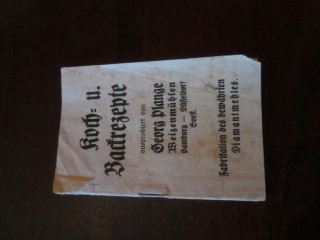 Koch- u.
Backrezepte
ausprobiert von
Georg Plange
Weizenmühlen
Hamburg — Düsseldorf
Soest.
Fabrikation des bewährten
Diamantmehles.